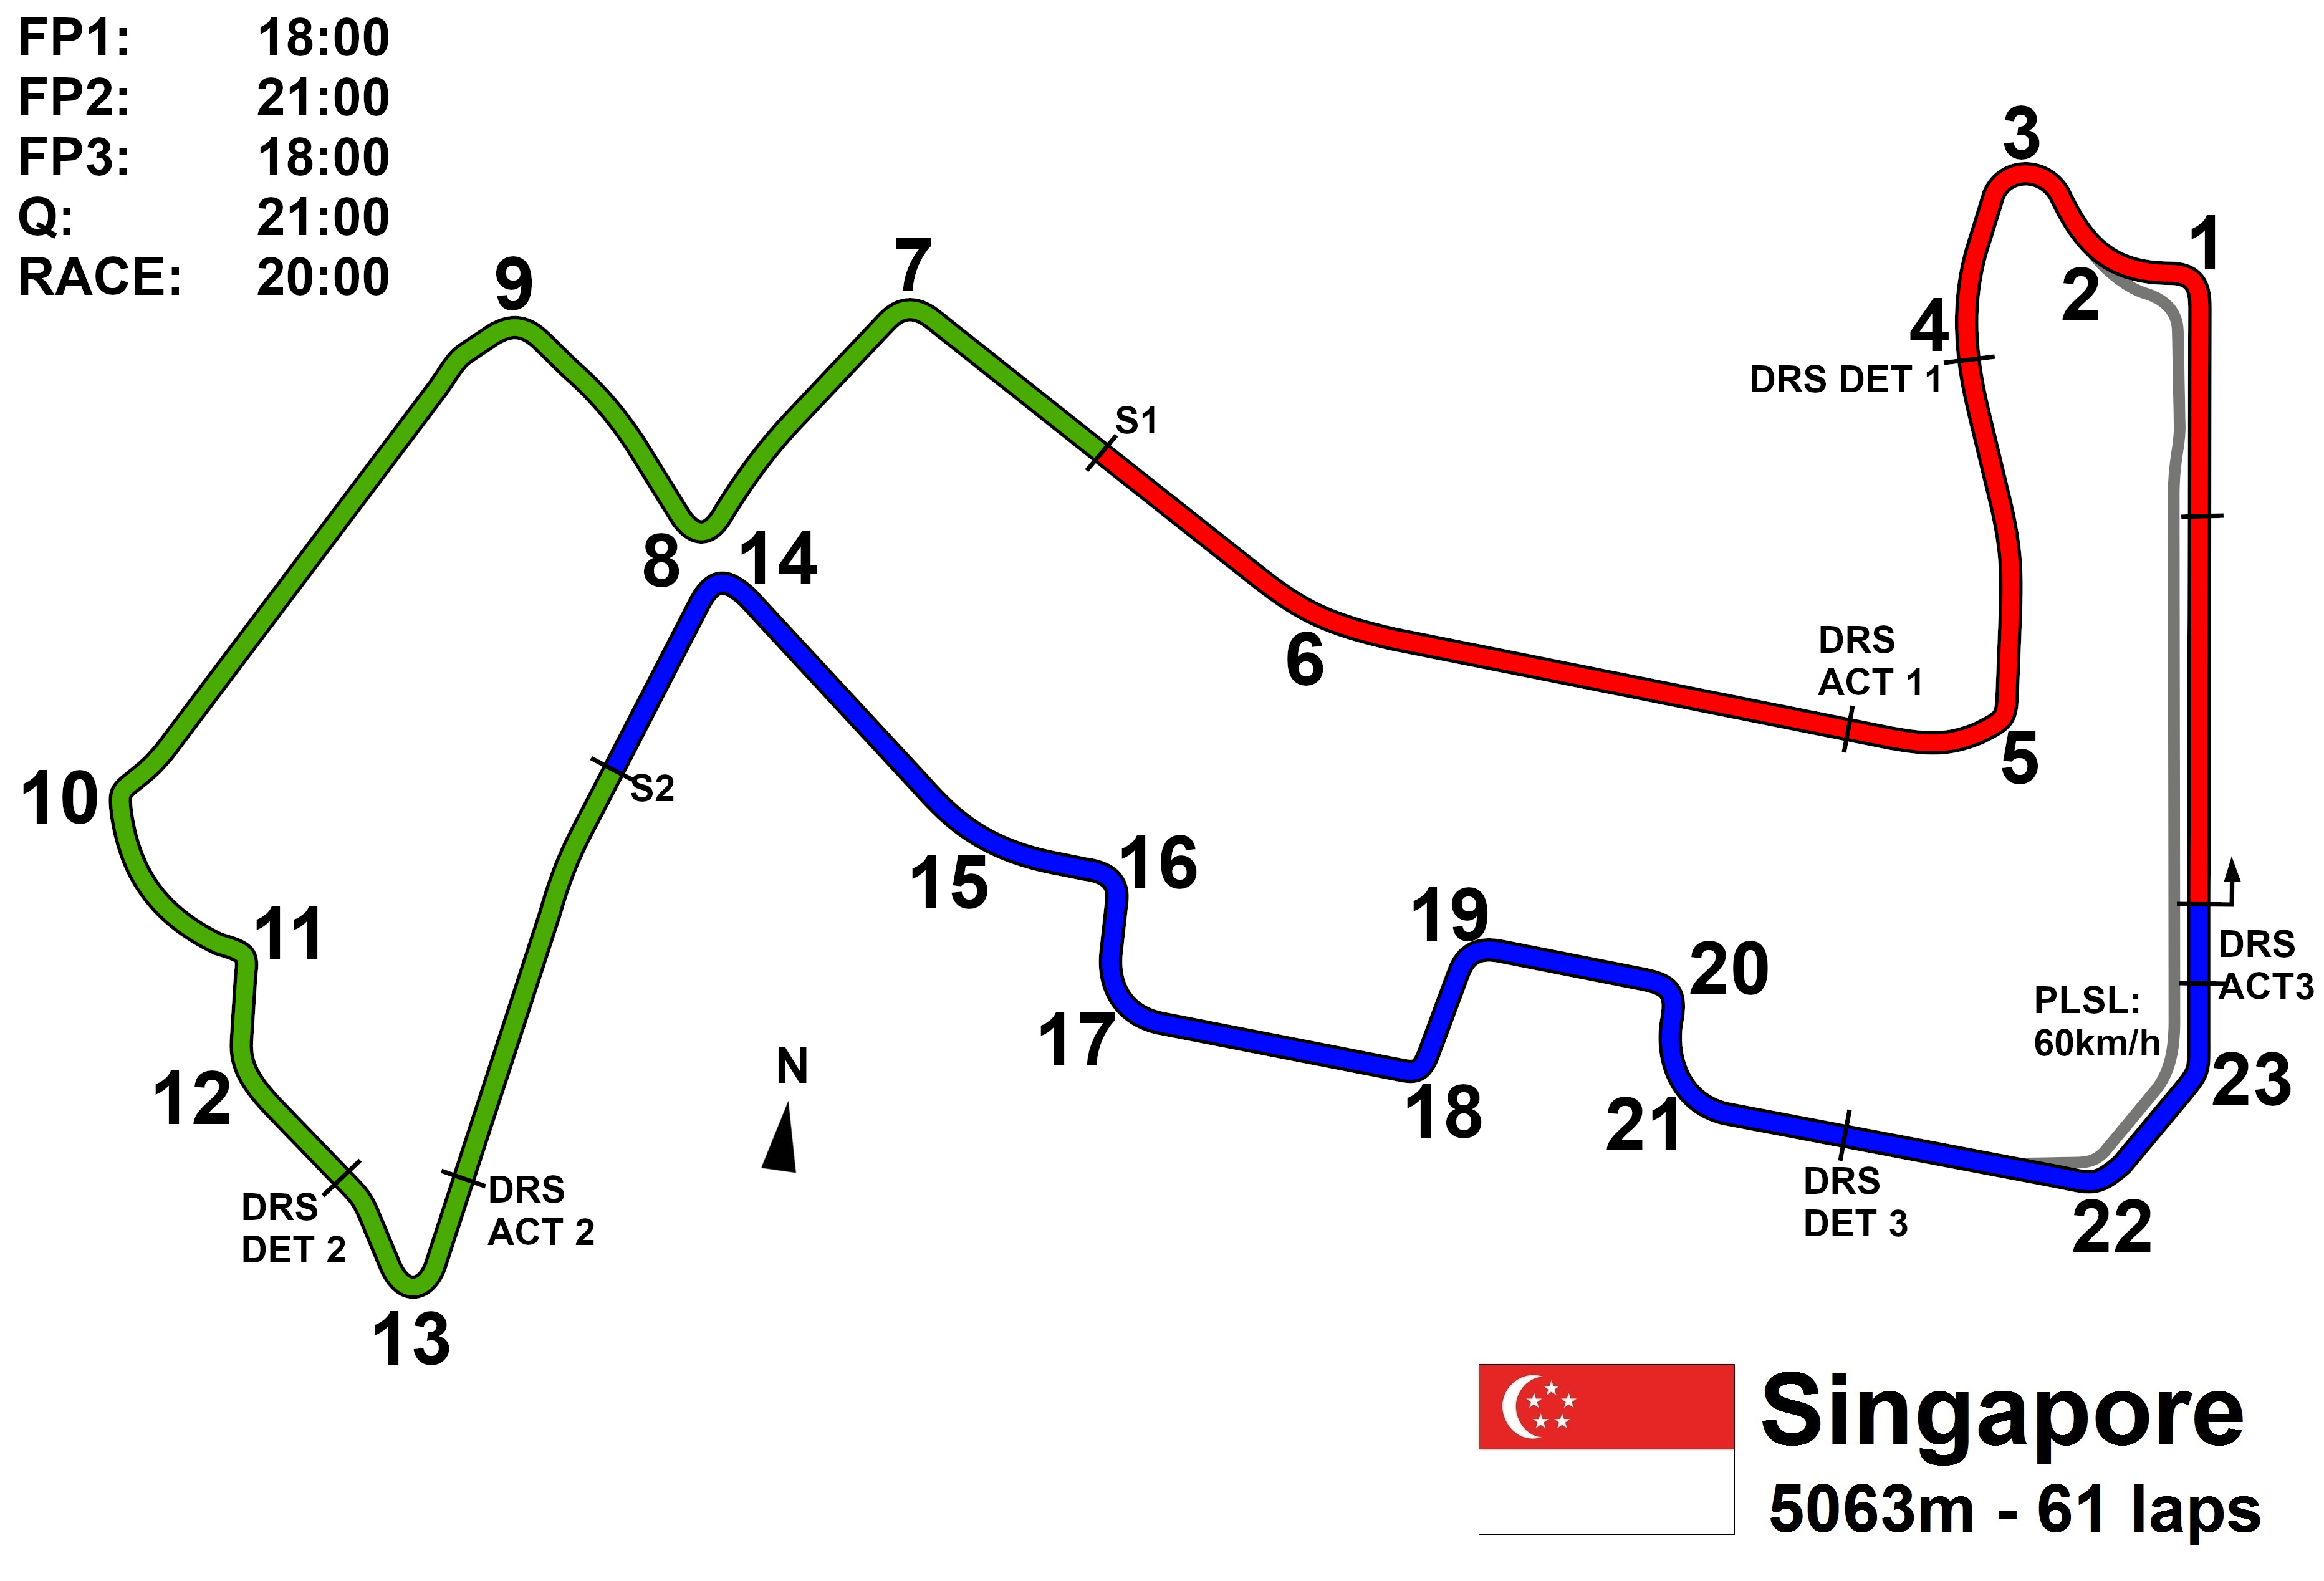 FP1: 18:00
FP2: 21:00
FP3: 18:00
Q: 21:00
RACE: 20:00
3
1
2
4
DRS DET 1
7
9
S1
8
14
6
DRS
ACT 1
5
10
S2
15
16
11
19
20
DRS
ACT3
PLSL:
60km/h
17
N
12
18
21
23
DRS
DET 2
DRS
ACT 2
DRS
DET 3
22
13
Singapore
5063m - 61 laps